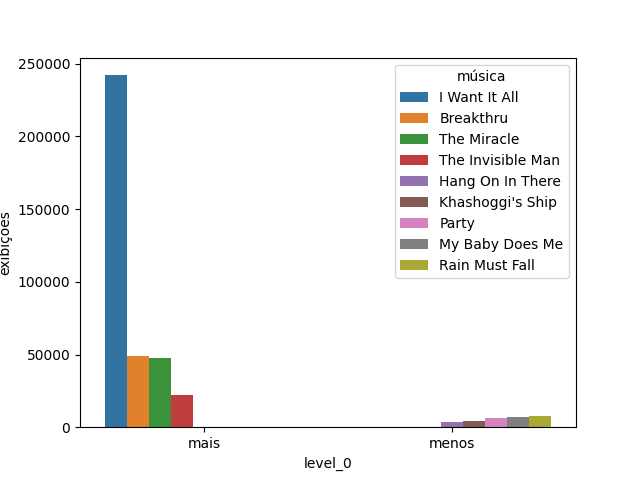 250000
200000
150000
100000
50000
0
exibições
mais
menos
level_0
música
I Want It All
Breakthru
The Miracle
The Invisible Man
Hang On In There
Khashoggi's Ship
Party
My Baby Does Me
Rain Must Fall